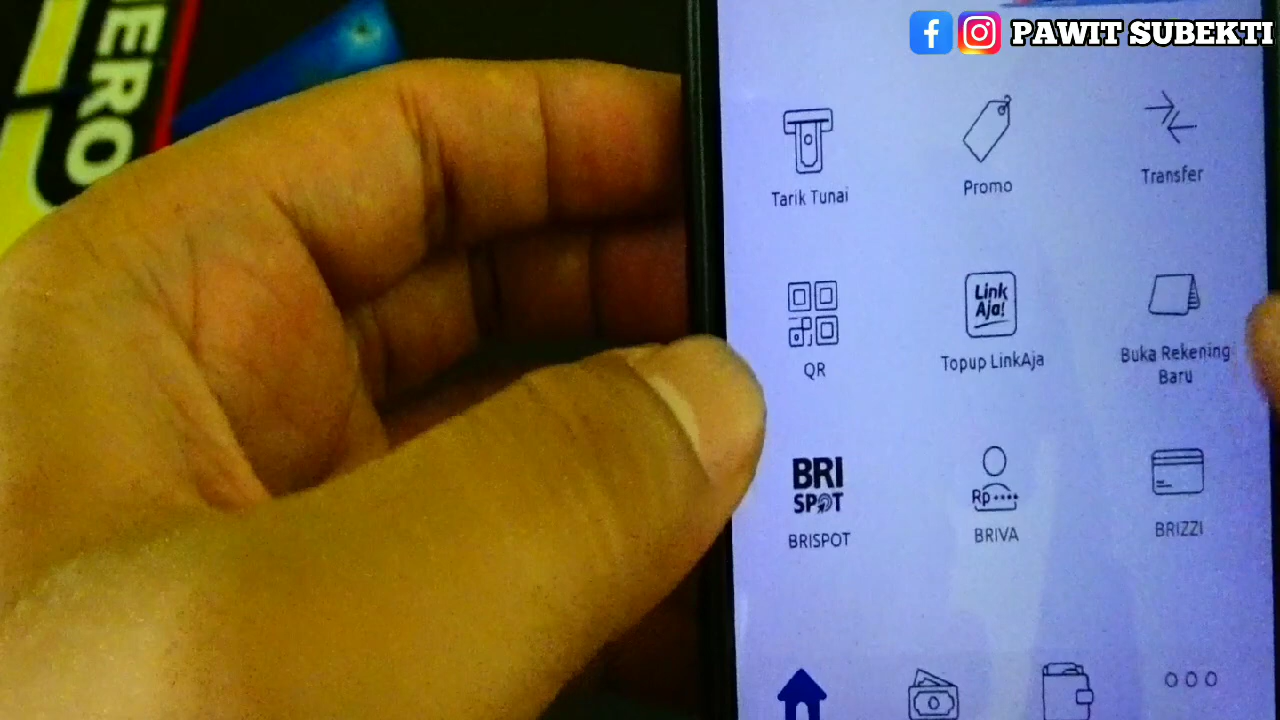 PAWIT SUBEKTI
ERO
Tarik Tunai
Promo
Transfer
QR
Link
Aja!
Topup LinkAja
Buka Rekening
Baru
BRI
SPOT
BRISPOT
Rp
BRIVA
BRIZZI